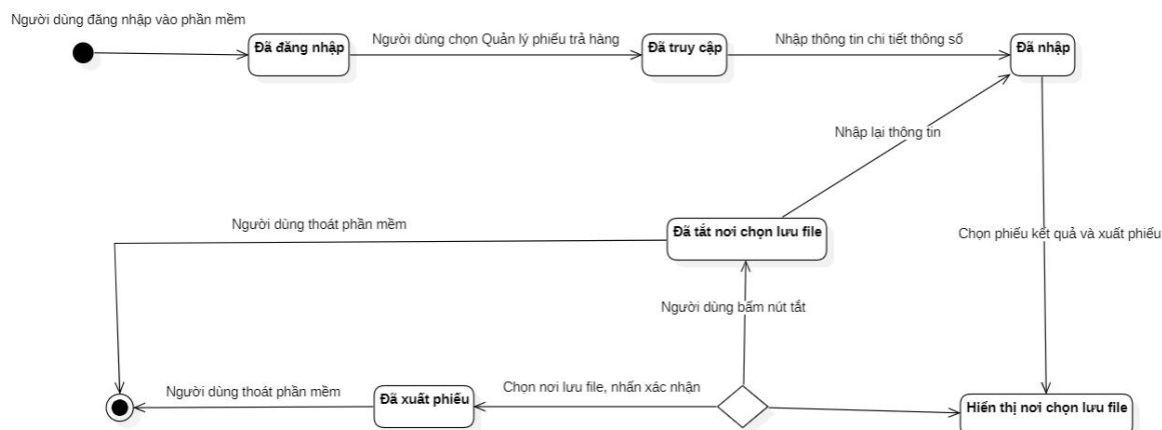 Người dùng đăng nhập vào phần mềm
Đã đăng nhập
Người dùng chọn Quản lý phiếu trả hàng
Đã truy cập
Nhập thông tin chi tiết thông số
Đã nhập
Nhập lại thông tin
Người dùng thoát phần mềm
Đã tắt nơi chọn lưu file
Chọn phiếu kết quả và xuất phiếu
Người dùng bấm nút tắt
Người dùng thoát phần mềm
Đã xuất phiếu
Chọn nơi lưu file, nhấn xác nhận
Hiển thị nơi chọn lưu file